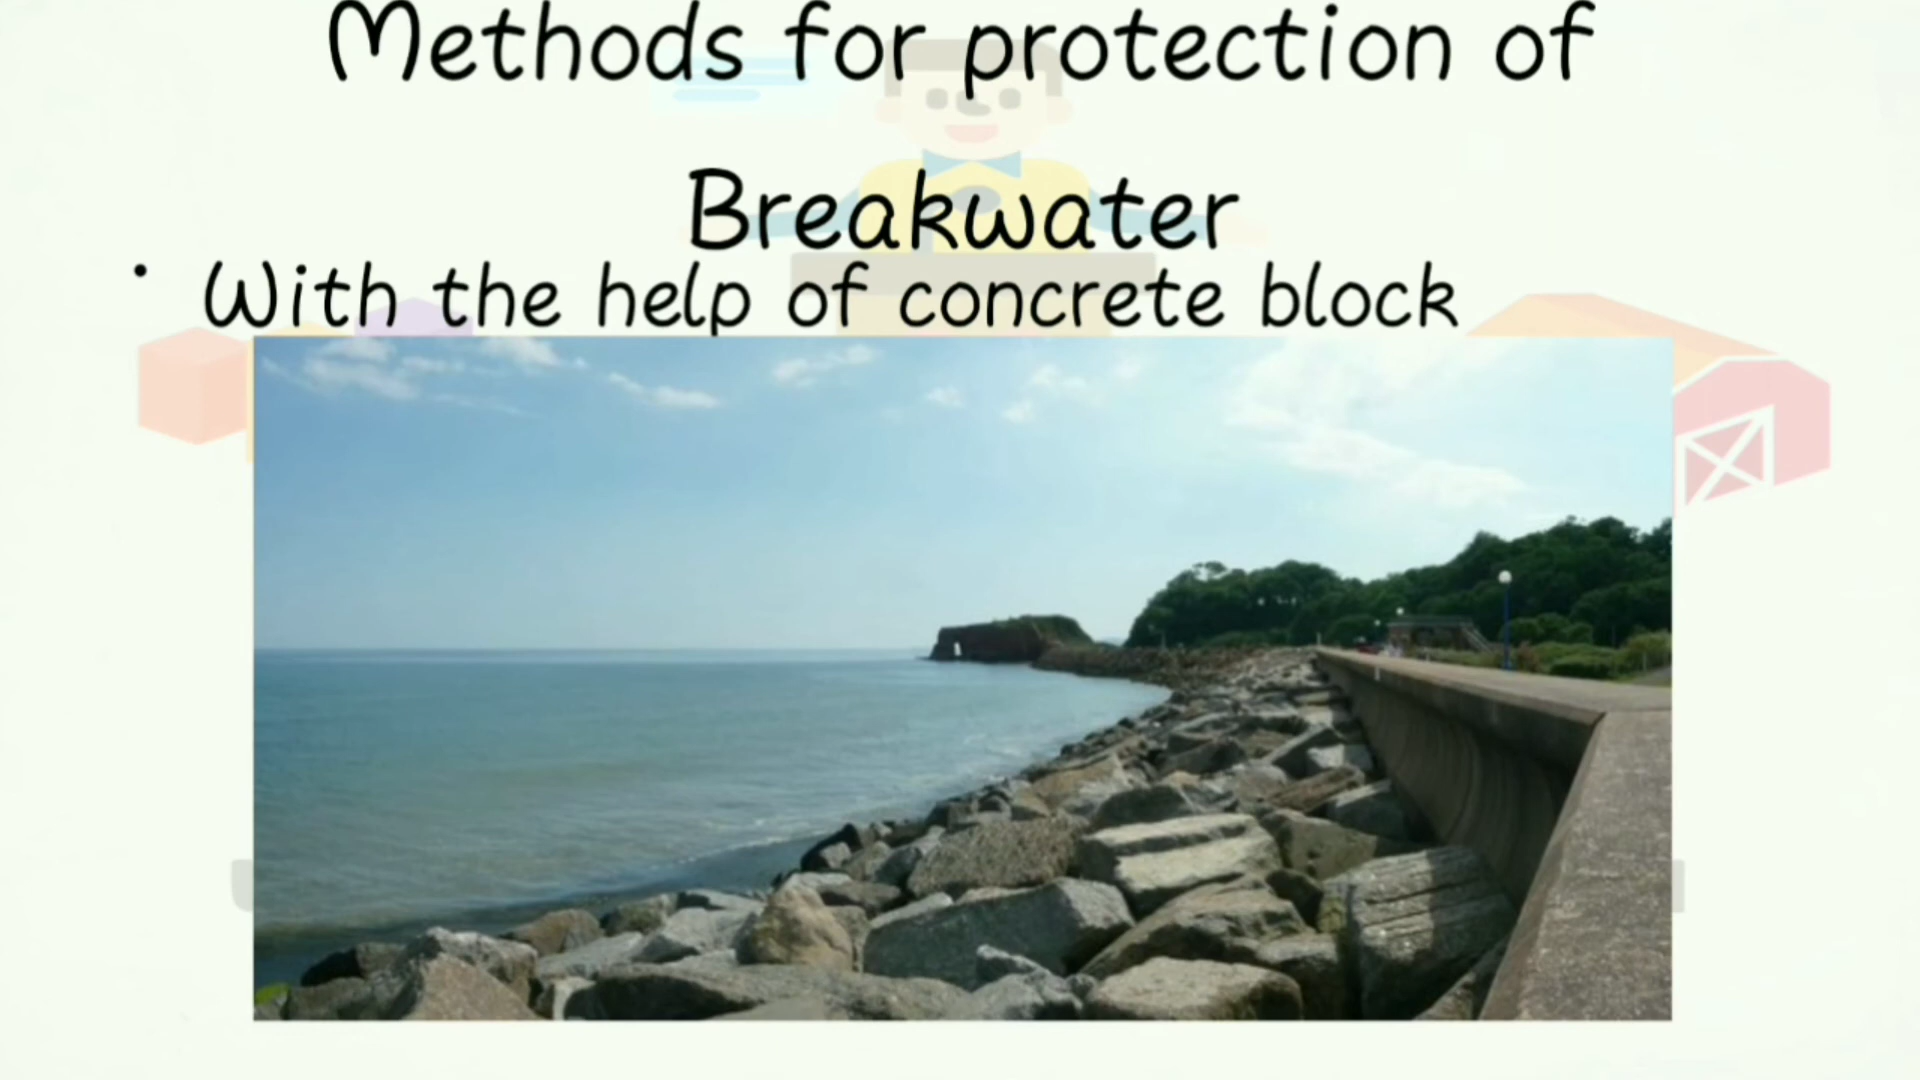 Methods for protection of
Breakwater
• With the help of concrete block